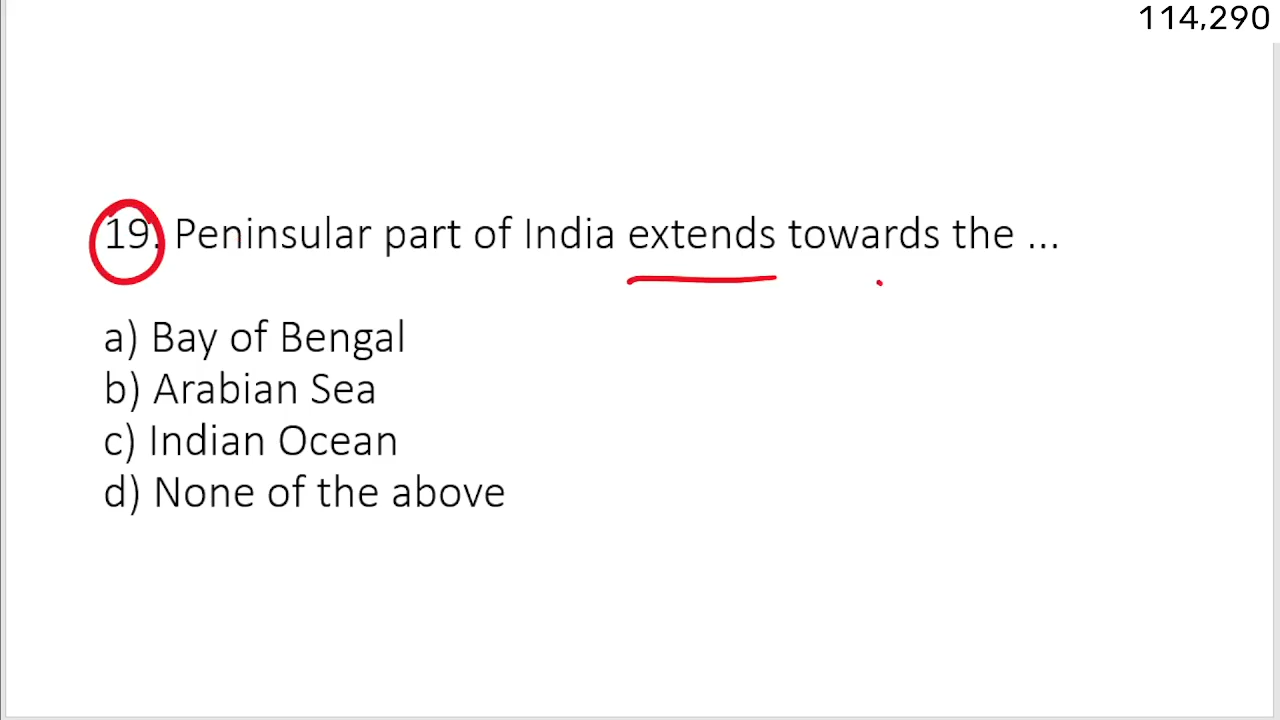 114,290
19. Peninsular part of India extends towards the ...
a) Bay of Bengal
b) Arabian Sea
c) Indian Ocean
d) None of the above